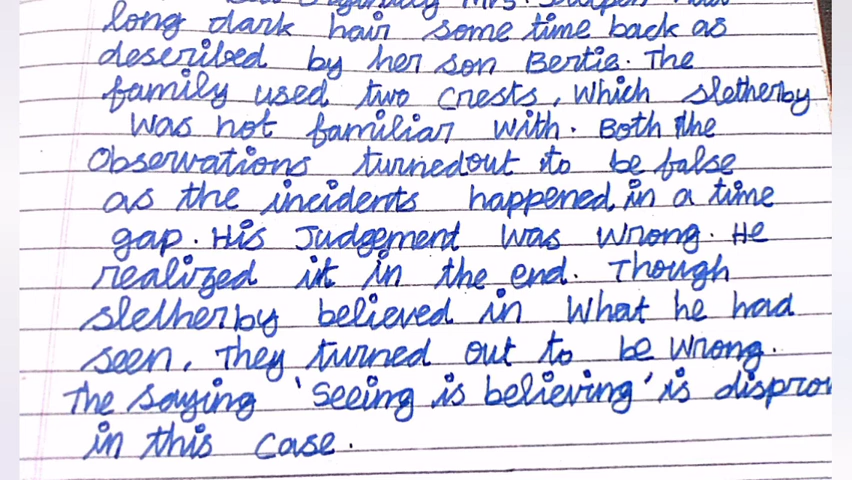 long dark hair some time back as
described by her son Bertie. The
family used two crests, which sletherby
was not familiar with. Both the
Observations turnedout to be false
as the incidents happened, in a time
gap. His Judgement was wrong. He
realized it in the end. Though
sletherby believed in what he had
seen, They turned out to be wrong.
The saying 'Seeing is believing' is disprov
in this case.